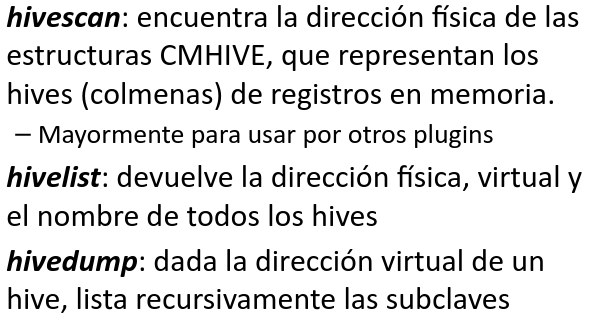 hivescan: encuentra la dirección física de las
estructuras CMHIVE, que representan los
hives (colmenas) de registros en memoria.
– Mayormente para usar por otros plugins
hivelist: devuelve la dirección física, virtual y
el nombre de todos los hives
hivedump: dada la dirección virtual de un
hive, lista recursivamente las subclaves